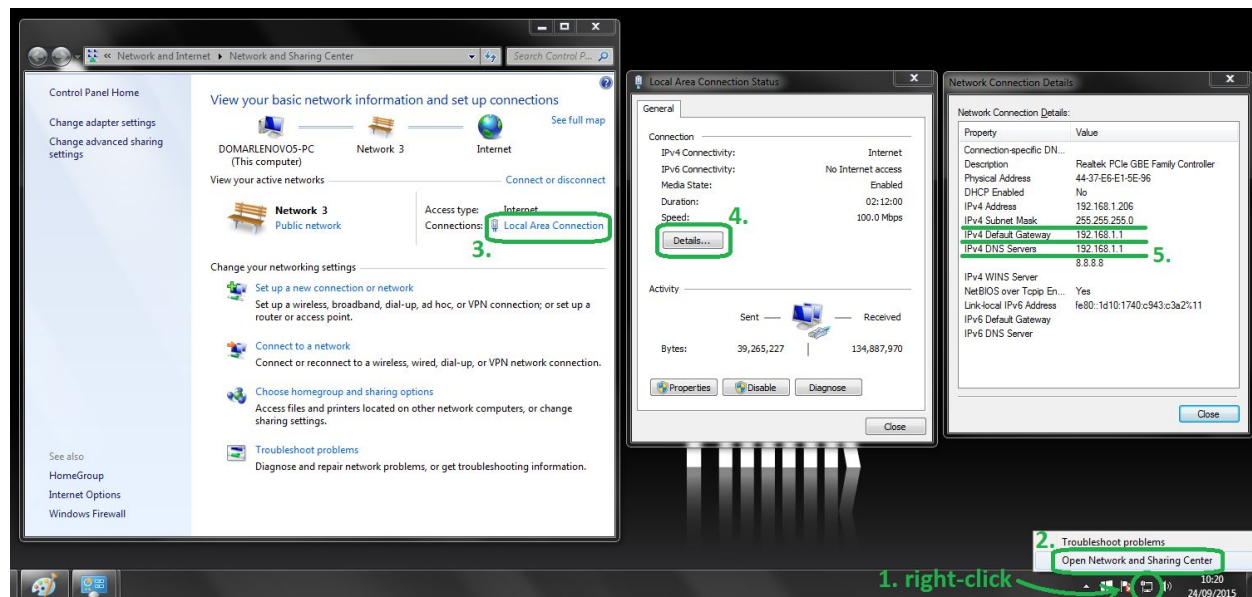 « Network and Internet ▸ Network and Sharing Center
Search Control P...
Control Panel Home
Change adapter settings
Change advanced sharing
settings
See also
HomeGroup
Internet Options
Windows Firewall
View your basic network information and set up connections
See full map
DOMARLENOVO5-PC
(This computer)
Network 3
Internet
View your active networks
Connect or disconnect
Network 3
Public network
Access type: Internet
Connections: Local Area Connection
3.
Change your networking settings
Set up a new connection or network
Set up a wireless, broadband, dial-up, ad hoc, or VPN connection; or set up a
router or access point.
Connect to a network
Connect or reconnect to a wireless, wired, dial-up, or VPN network connection.
Choose homegroup and sharing options
Access files and printers located on other network computers, or change
sharing settings.
Troubleshoot problems
Diagnose and repair network problems, or get troubleshooting information.
Local Area Connection Status
General
Connection
IPv4 Connectivity: Internet
IPv6 Connectivity: No Internet access
Media State: Enabled
Duration: 02:12:00
Speed: 100.0 Mbps
4.
Details...
Activity
Sent
Received
Bytes: 39,265,227 134,887,970
Properties
Disable
Diagnose
Close
Network Connection Details
Network Connection Details:
Property Value
Connection-specific DN...
Description Realtek PCIe GBE Family Controller
Physical Address 44-37-E6-E1-5E-96
DHCP Enabled No
IPv4 Address 192.168.1.206
IPv4 Subnet Mask 255.255.255.0
IPv4 Default Gateway 192.168.1.1
IPv4 DNS Servers 192.168.1.1
5.
8.8.8.8
IPv4 WINS Server
NetBIOS over Tcpip En... Yes
Link-local IPv6 Address fe80::1d10:1740:c943:c3a2%11
IPv6 Default Gateway
IPv6 DNS Server
Close
2.
Troubleshoot problems
Open Network and Sharing Center
1. right-click
10:20
24/09/2015